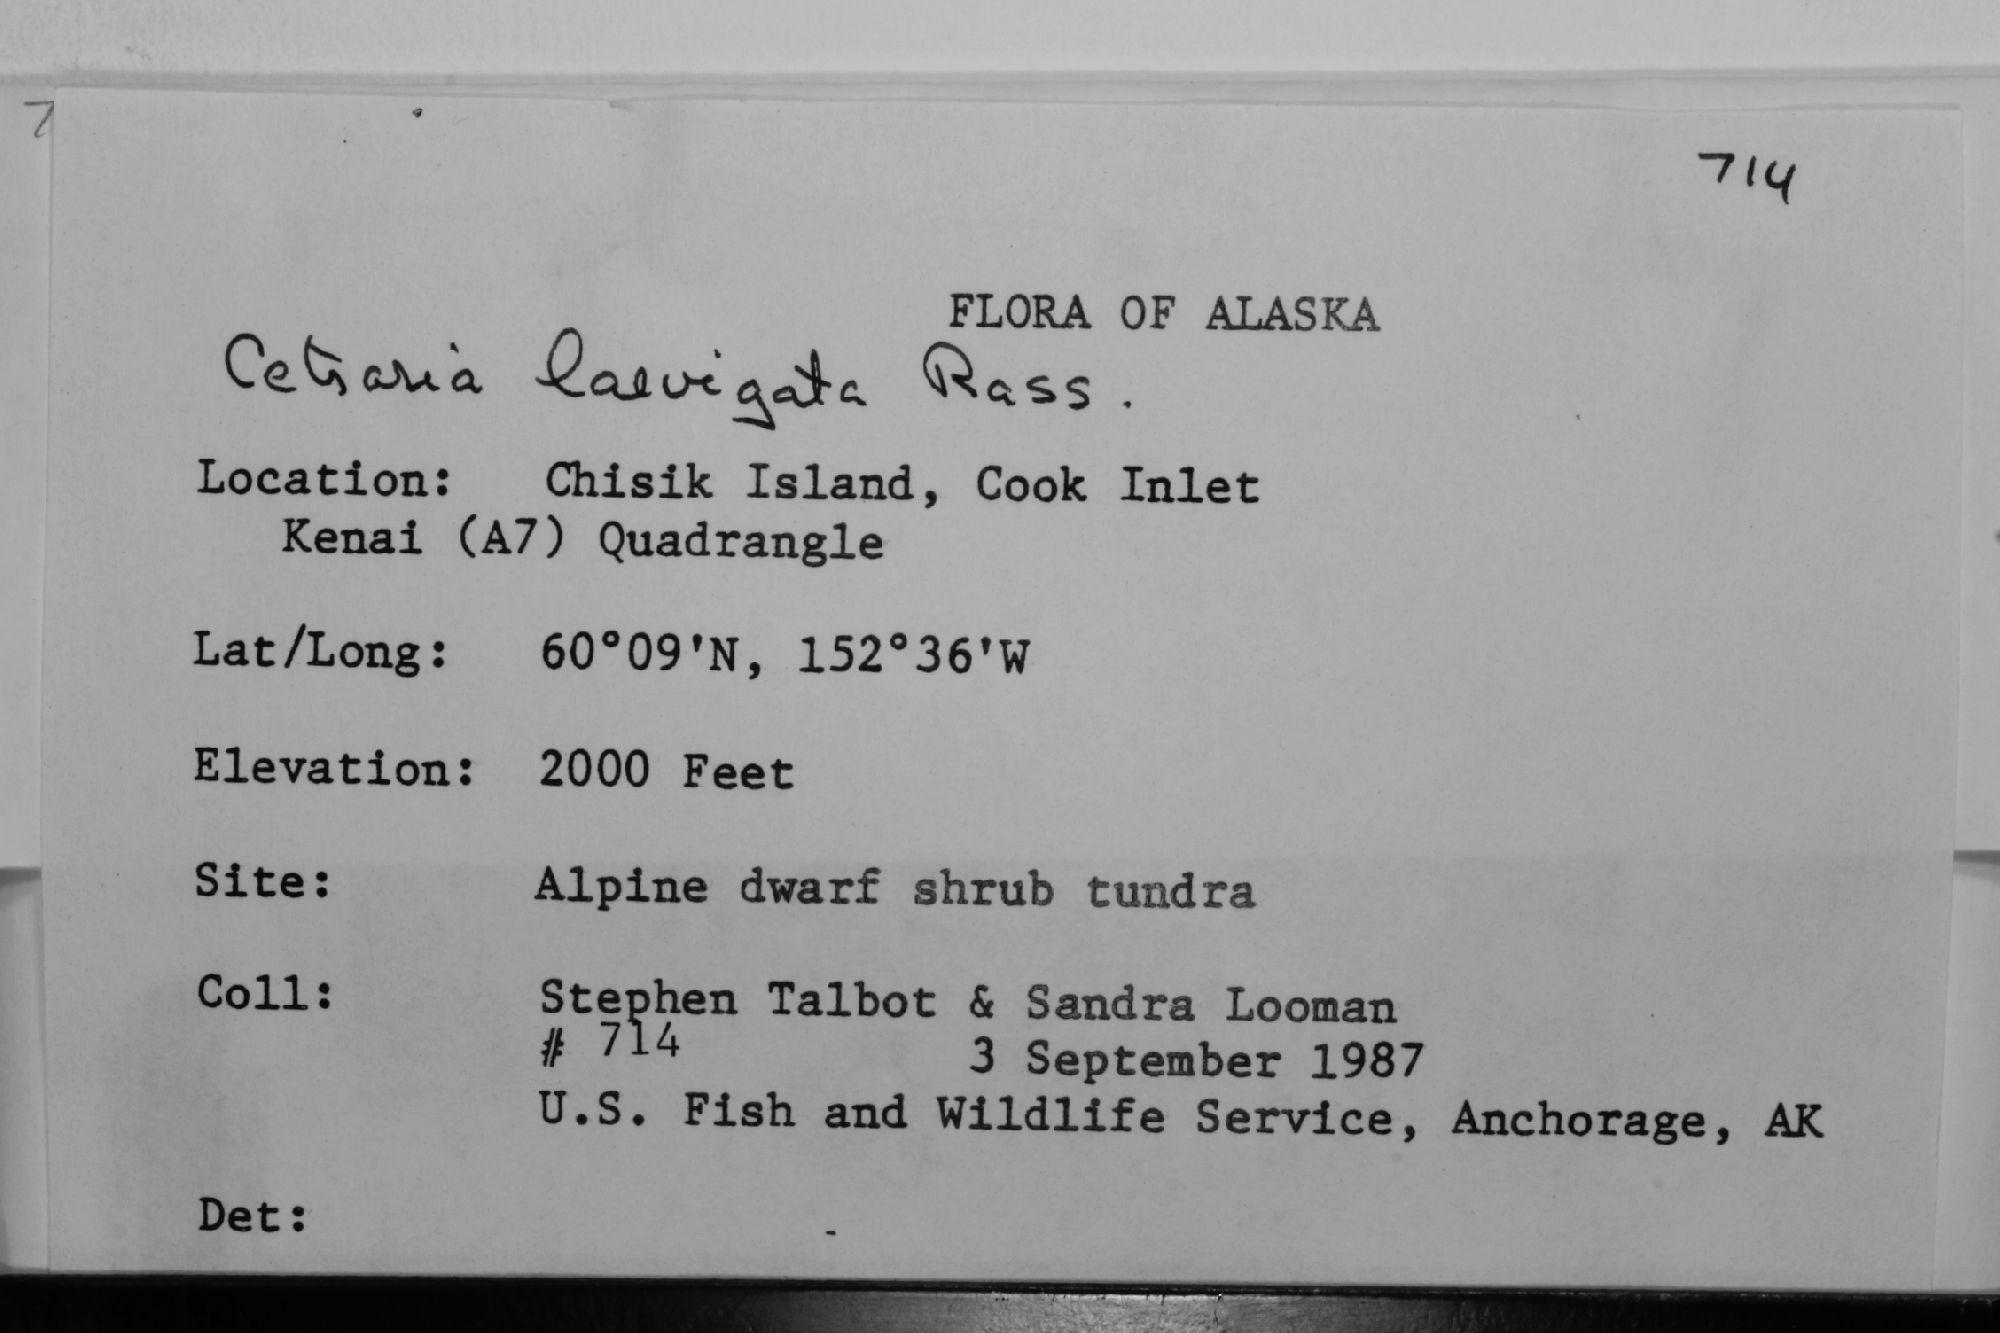 7
714
FLORA OF ALASKA
Cetraria laevigata Rass.
Location: Chisik Island, Cook Inlet
Kenai (A7) Quadrangle
Lat/Long: 60°09'N, 152°36'W
Elevation: 2000 Feet
Site: Alpine dwarf shrub tundra
Coll: Stephen Talbot & Sandra Looman
# 714 3 September 1987
U.S. Fish and Wildlife Service, Anchorage, AK
Det: